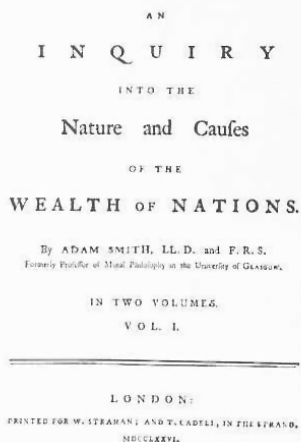 AN
INQUIRY
INTO THE
Nature and Cauſes
OF THE
WEALTH OF NATIONS.
By ADAM SMITH, LL. D. and F. R. S.
Formerly Profeſſor of Moral Philoſophy in the Univerſity of GLASGOW.
IN TWO VOLUMES.
VOL. I.
LONDON:
PRINTED FOR W. STRAHAN; AND T. CADELL, IN THE STRAND.
MDCCLXXVI.